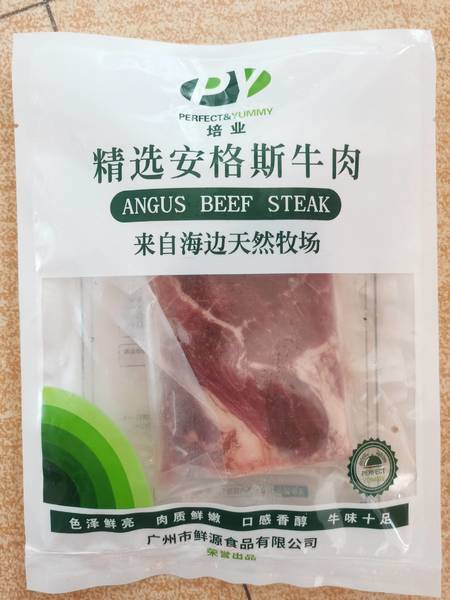 PY
PERFECT&YUMMY
培业
精选安格斯牛肉
ANGUS BEEF STEAK
来自海边天然牧场
PERFECT
YUMMY
色泽鲜亮 肉质鲜嫩 口感香醇 牛味十足
广州市鲜源食品有限公司
荣誉出品